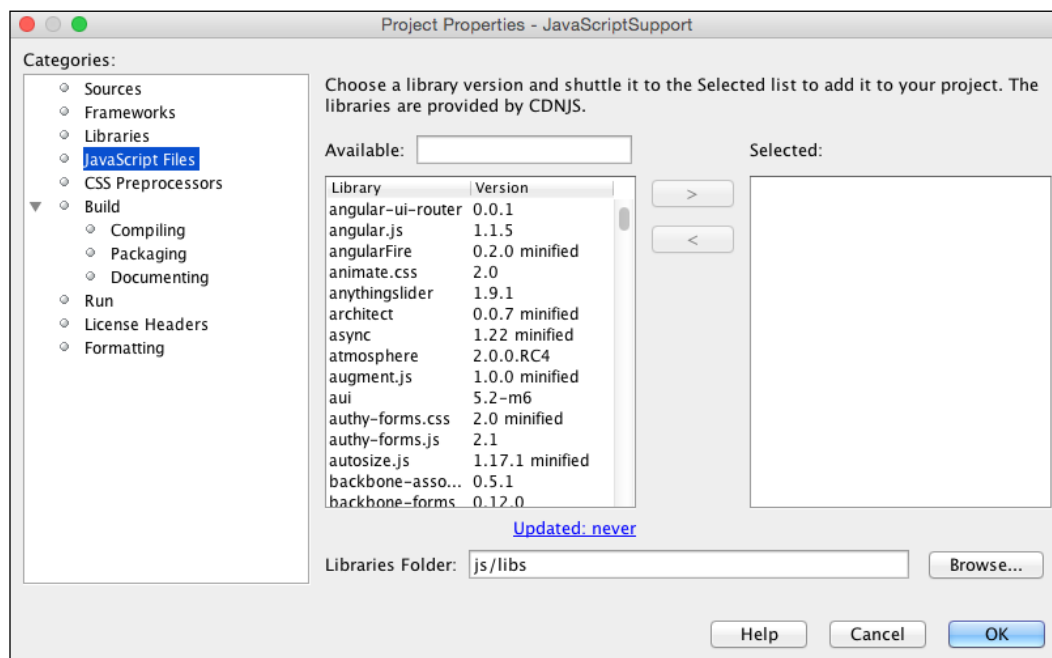 Project Properties - JavaScriptSupport
Categories:
Sources
Frameworks
Libraries
JavaScript Files
CSS Preprocessors
Build
Compiling
Packaging
Documenting
Run
License Headers
Formatting
Choose a library version and shuttle it to the Selected list to add it to your project. The
libraries are provided by CDNJS.
Available:
Selected:
Library Version
angular-ui-router 0.0.1
angular.js 1.1.5
angularFire 0.2.0 minified
animate.css 2.0
anythingslider 1.9.1
architect 0.0.7 minified
async 1.22 minified
atmosphere 2.0.0.RC4
augment.js 1.0.0 minified
aui 5.2-m6
authy-forms.css 2.0 minified
authy-forms.js 2.1
autosize.js 1.17.1 minified
backbone-asso... 0.5.1
backbone-forms 0.12.0
>
<
Updated: never
Libraries Folder: js/libs
Browse...
Help
Cancel
OK